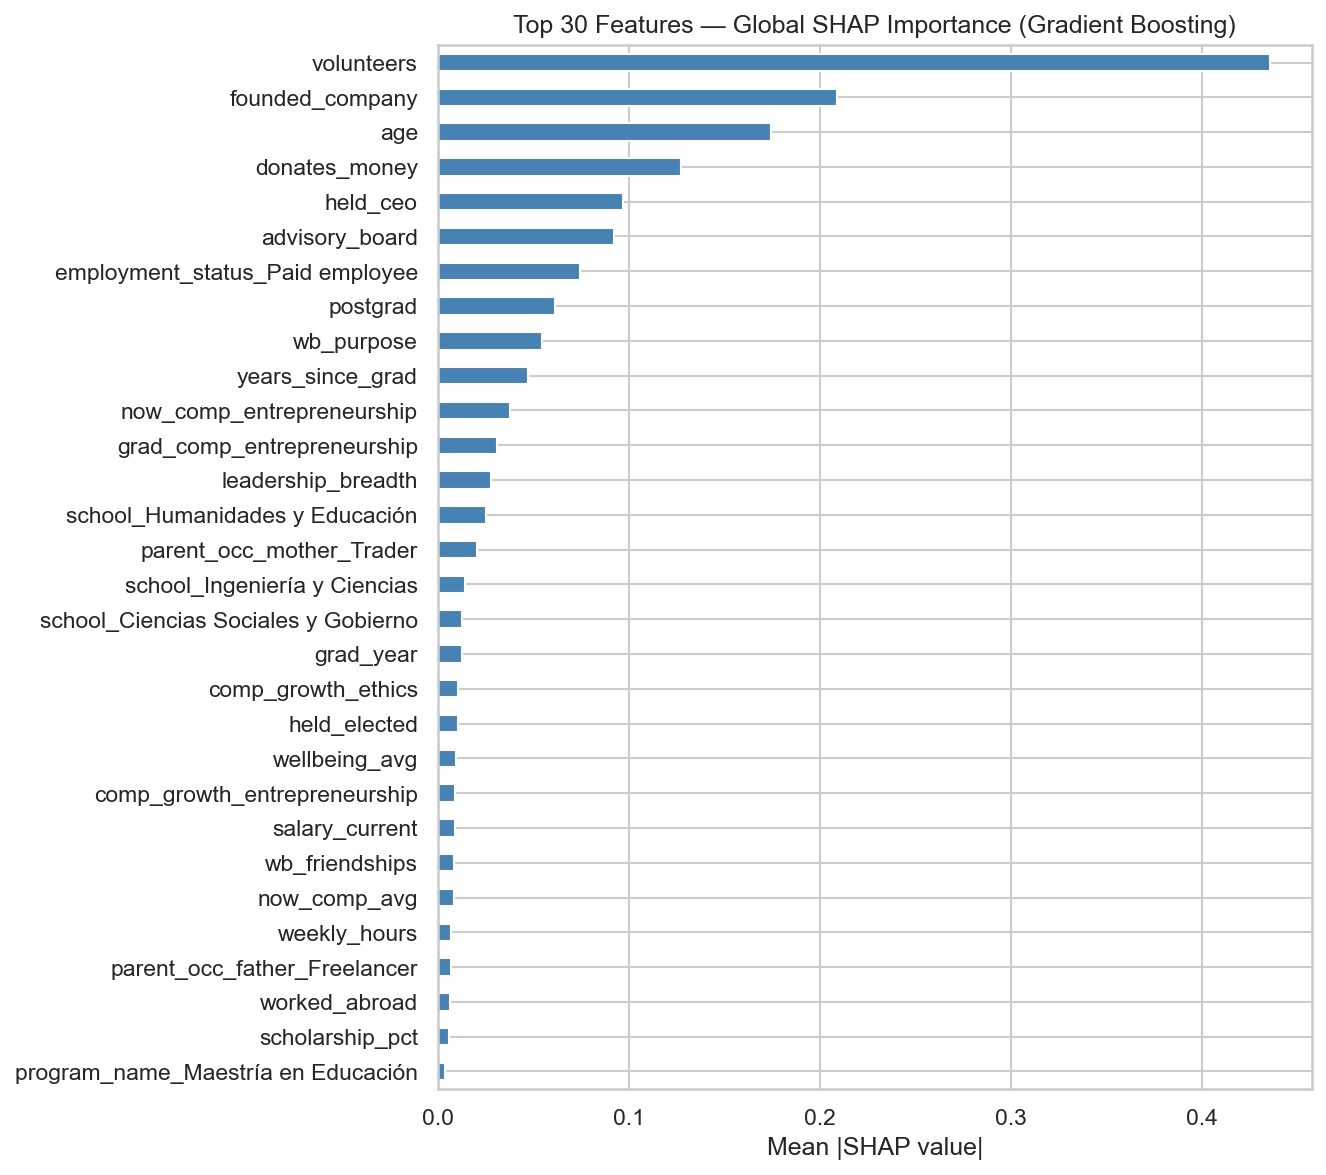 Top 30 Features — Global SHAP Importance (Gradient Boosting)
volunteers
founded_company
age
donates_money
held_ceo
advisory_board
employment_status_Paid employee
postgrad
wb_purpose
years_since_grad
now_comp_entrepreneurship
grad_comp_entrepreneurship
leadership_breadth
school_Humanidades y Educación
parent_occ_mother_Trader
school_Ingeniería y Ciencias
school_Ciencias Sociales y Gobierno
grad_year
comp_growth_ethics
held_elected
wellbeing_avg
comp_growth_entrepreneurship
salary_current
wb_friendships
now_comp_avg
weekly_hours
parent_occ_father_Freelancer
worked_abroad
scholarship_pct
program_name_Maestría en Educación
0.0 0.1 0.2 0.3 0.4
Mean |SHAP value|